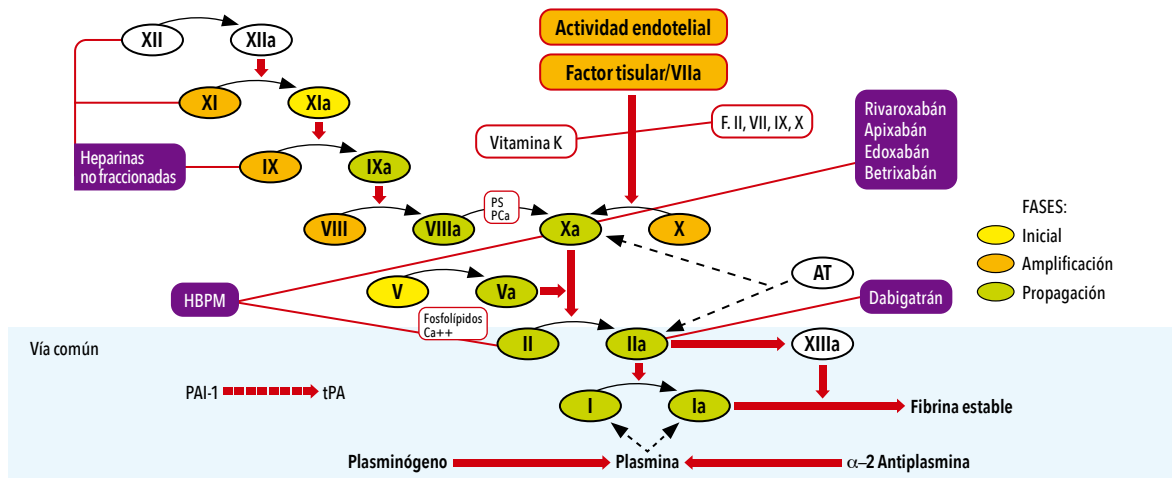 XII
XIIa
Actividad endotelial
Factor tisular/VIIa
XI
XIa
Vitamina K
F. II, VII, IX, X
Rivaroxabán
Apixabán
Edoxabán
Betrixabán
Heparinas
no fraccionadas
IX
IXa
VIII
VIIIa
PS
PCa
Xa
X
FASES:
Inicial
Amplificación
Propagación
AT
HBPM
V
Va
Dabigatrán
Fosfolípidos
Ca++
II
IIa
XIIIa
Vía común
PAI-1
tPA
I
Ia
Fibrina estable
Plasminógeno
Plasmina
α–2 Antiplasmina